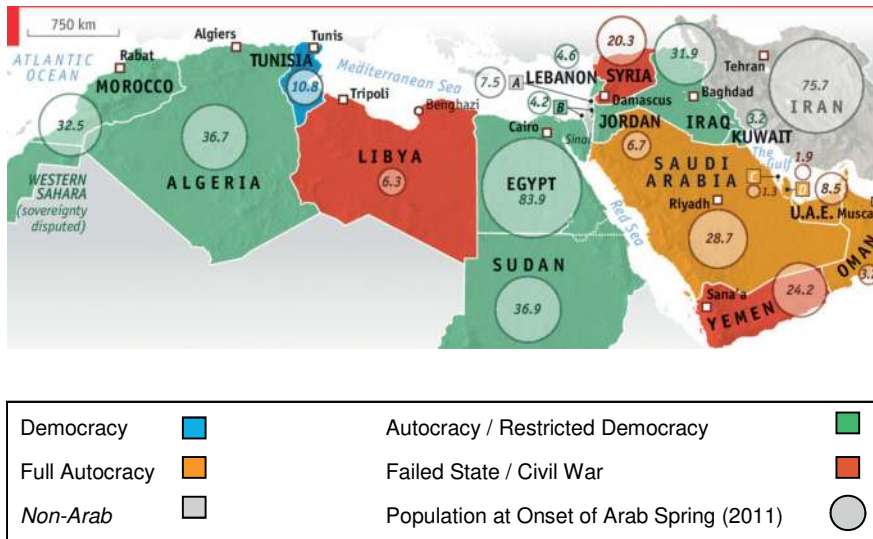 750 km
ATLANTIC
OCEAN
Rabat
MOROCCO
32.5
WESTERN
SAHARA
(sovereignty
disputed)
Algiers
36.7
ALGERIA
Tunis
TUNISIA
10.8
Mediterranean Sea
Tripoli
Benghazi
LIBYA
6.3
7.5
A
4.6
LEBANON
4.2
B
Cairo
Sinai
EGYPT
83.9
SUDAN
36.9
Red Sea
20.3
SYRIA
Damascus
JORDAN
6.7
31.9
Baghdad
IRAQ
3.2
KUWAIT
Tehran
75.7
IRAN
The
Gulf
1.9
SAUDI
ARABIA
C
1.3
D
8.5
Riyadh
U.A.E.
Musca
28.7
OMAN
3.2
Sana'a
24.2
YEMEN
Democracy
Autocracy / Restricted Democracy
Full Autocracy
Failed State / Civil War
Non-Arab
Population at Onset of Arab Spring (2011)